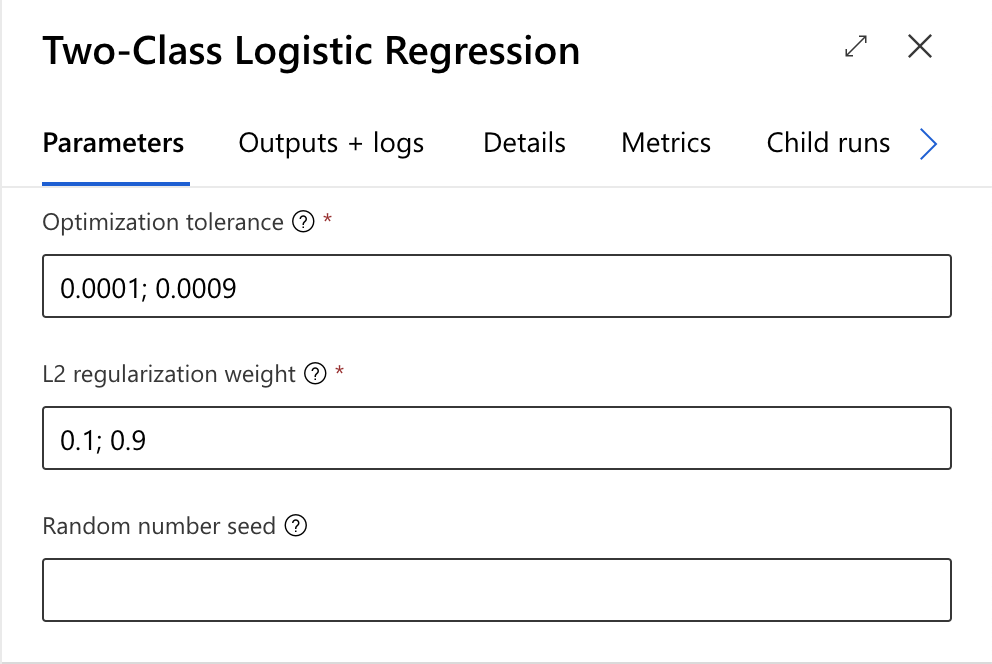 Two-Class Logistic Regression
Parameters Outputs + logs Details Metrics Child runs
Optimization tolerance ? *
0.0001; 0.0009
L2 regularization weight ? *
0.1; 0.9
Random number seed ?